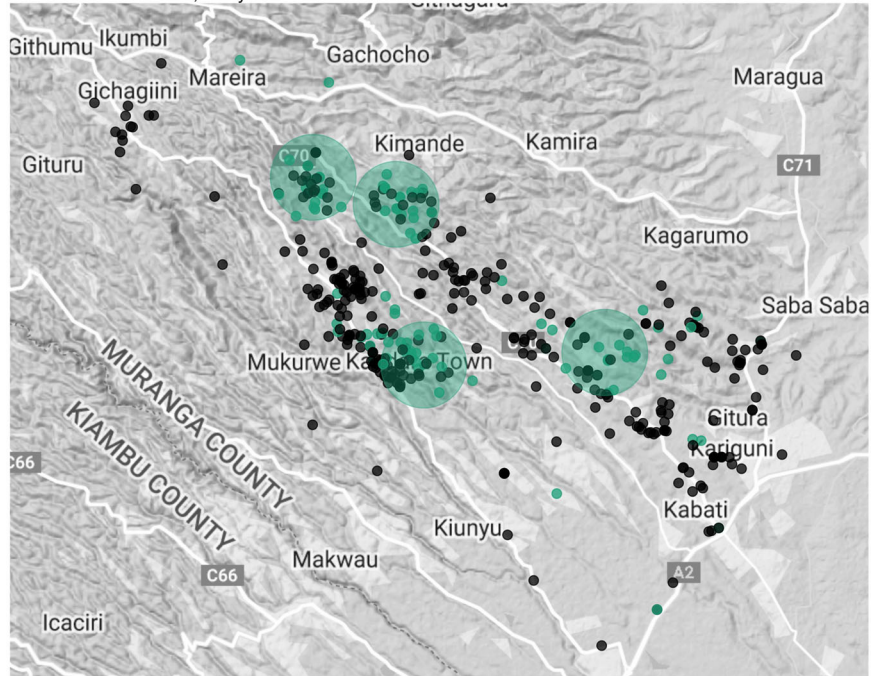 Githumu
Ikumbi
Mareira
Gachocho
Gichagiini
Maragua
C70
Kimande
Kamira
C71
Gituru
Kagarumo
Saba Saba
Mukurwe
Town
MURANGA COUNTY
KIAMBU COUNTY
Gitura
Kariguni
C66
Kabati
Kiunyu
Makwau
C66
A2
Icaciri